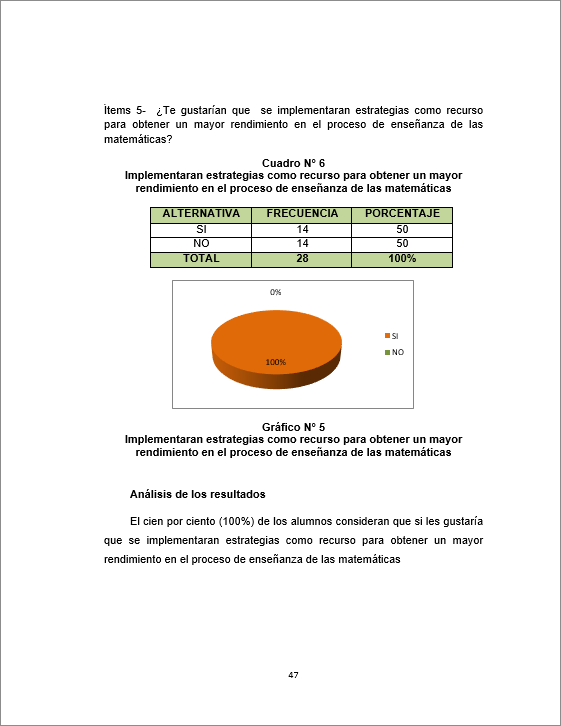 Ítems 5- ¿Te gustarían que se implementaran estrategias como recurso
para obtener un mayor rendimiento en el proceso de enseñanza de las
matemáticas?
Cuadro Nº 6
Implementaran estrategias como recurso para obtener un mayor
rendimiento en el proceso de enseñanza de las matemáticas
ALTERNATIVA FRECUENCIA PORCENTAJE
SI 14 50
NO 14 50
TOTAL 28 100%
0%
100%
SI
NO
Gráfico Nº 5
Implementaran estrategias como recurso para obtener un mayor
rendimiento en el proceso de enseñanza de las matemáticas
Análisis de los resultados
El cien por ciento (100%) de los alumnos consideran que si les gustaría
que se implementaran estrategias como recurso para obtener un mayor
rendimiento en el proceso de enseñanza de las matemáticas
47